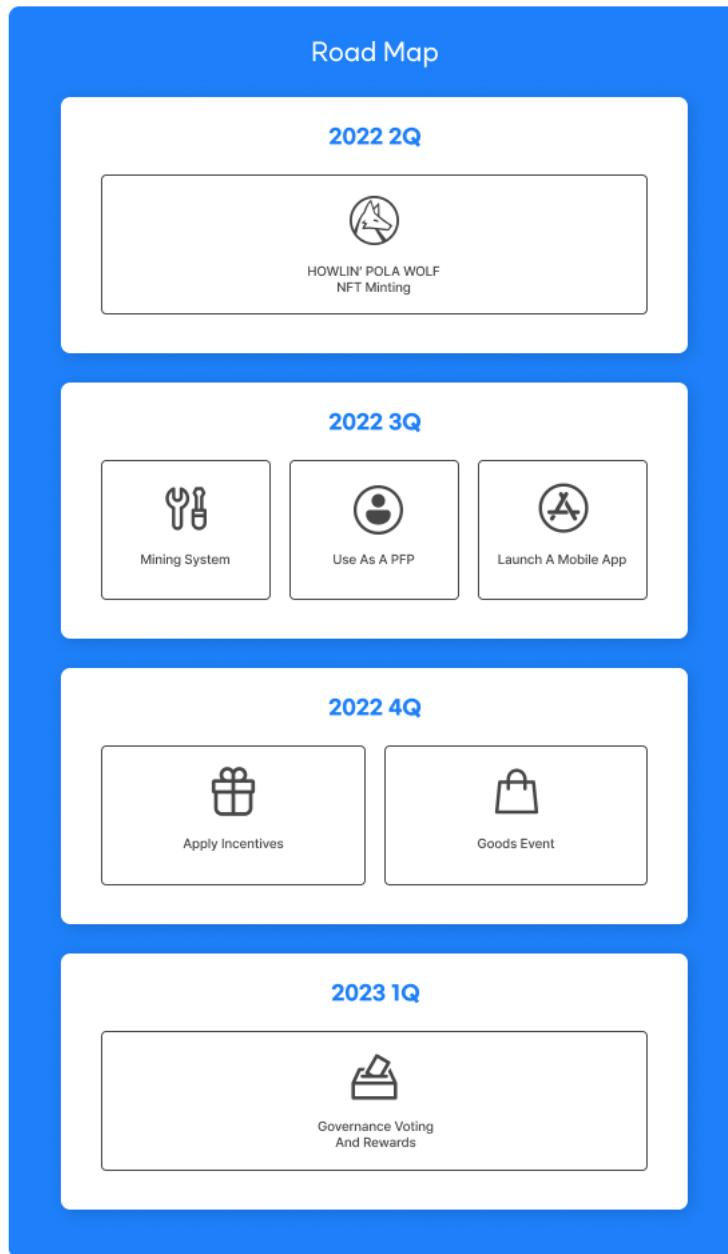 Road Map
2022 2Q
HOWLIN' POLA WOLF
NFT Minting
2022 3Q
Mining System
Use As A PFP
Launch A Mobile App
2022 4Q
Apply Incentives
Goods Event
2023 1Q
Governance Voting
And Rewards